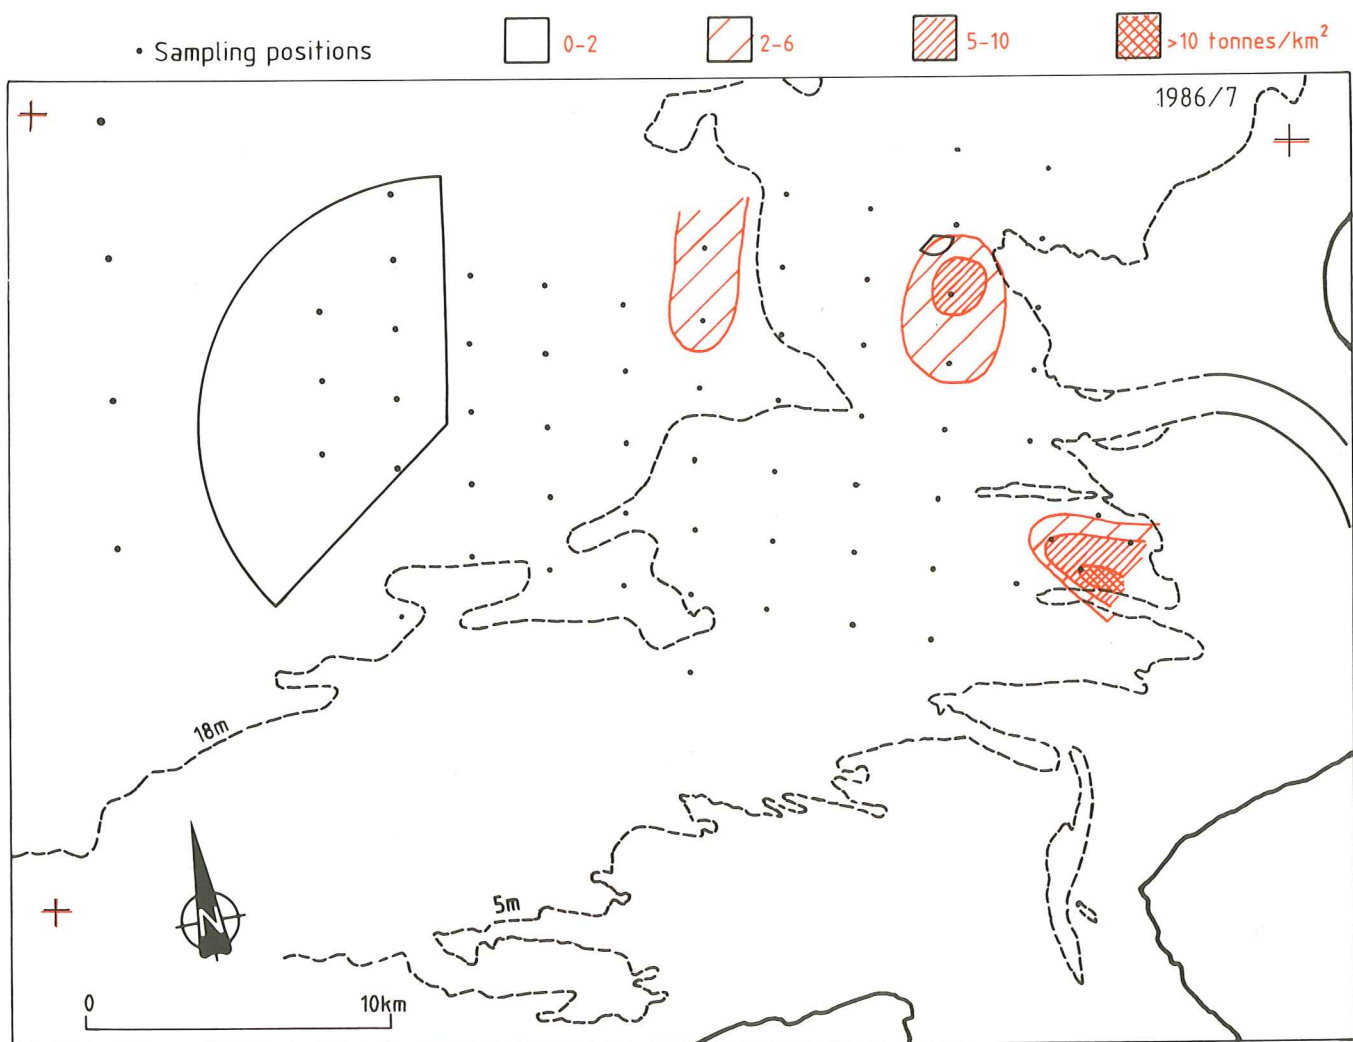 • Sampling positions 0-2 2-6 5-10 >10 tonnes/km²
1986/7
18m
5m
N
0 10km